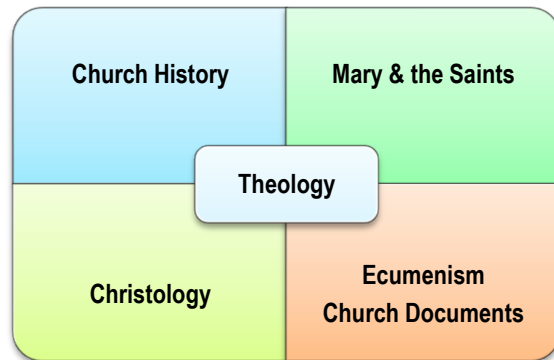 Church History
Mary & the Saints
Theology
Christology
Ecumenism
Church Documents